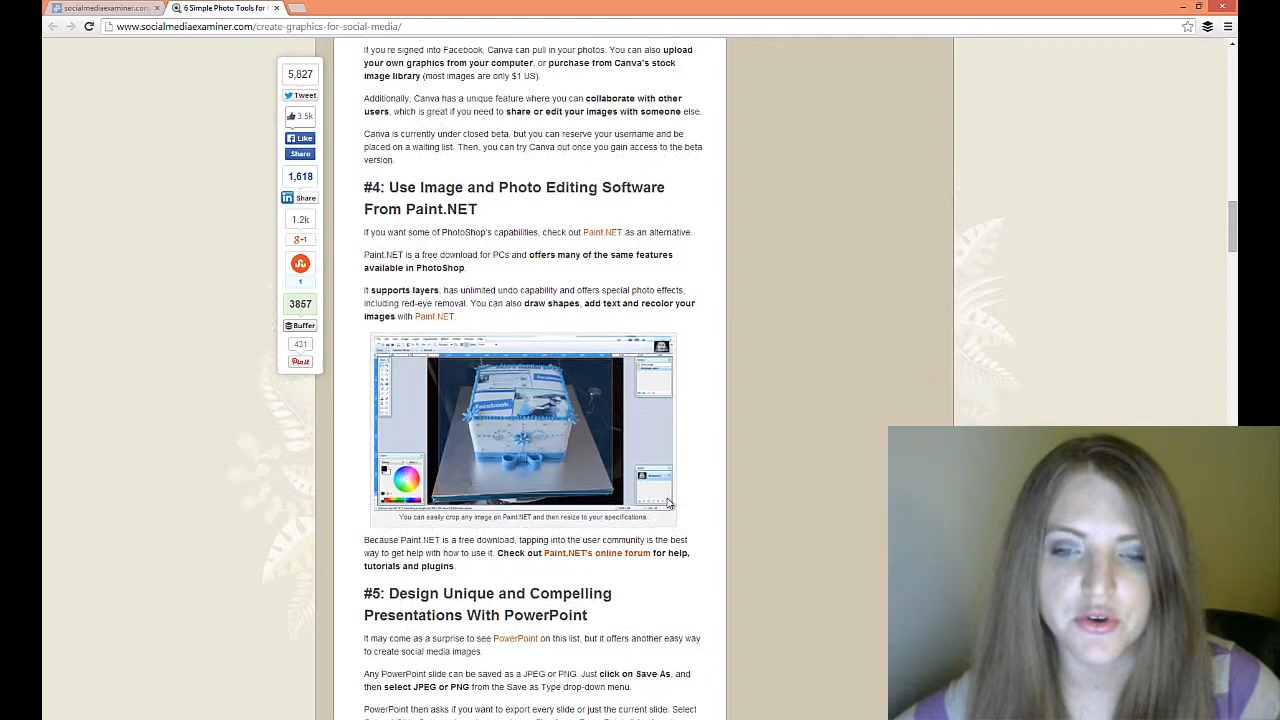 socialmediaexaminer.com/
6 Simple Photo Tools for
www.socialmediaexaminer.com/create-graphics-for-social-media/
5,827
Tweet
3.5k
Like
Share
1,618
in Share
1.2k
g+1
1
3857
Buffer
431
Pin it
If you're signed into Facebook, Canva can pull in your photos. You can also upload
your own graphics from your computer, or purchase from Canva's stock
image library (most images are only $1 US).
Additionally, Canva has a unique feature where you can collaborate with other
users, which is great if you need to share or edit your images with someone else.
Canva is currently under closed beta, but you can reserve your username and be
placed on a waiting list. Then, you can try Canva out once you gain access to the beta
version.
#4: Use Image and Photo Editing Software
From Paint.NET
If you want some of PhotoShop's capabilities, check out Paint NET as an alternative.
Paint.NET is a free download for PCs and offers many of the same features
available in PhotoShop.
It supports layers, has unlimited undo capability and offers special photo effects,
including red-eye removal. You can also draw shapes, add text and recolor your
images with Paint NET.
Facebook
facebook
You can easily crop any image on Paint.NET and then resize to your specifications.
Because Paint.NET is a free download, tapping into the user community is the best
way to get help with how to use it. Check out Paint.NET's online forum for help,
tutorials and plugins.
#5: Design Unique and Compelling
Presentations With PowerPoint
It may come as a surprise to see PowerPoint on this list, but it offers another easy way
to create social media images.
Any PowerPoint slide can be saved as a JPEG or PNG. Just click on Save As, and
then select JPEG or PNG from the Save as Type drop-down menu.
PowerPoint then asks if you want to export every slide or just the current slide. Select